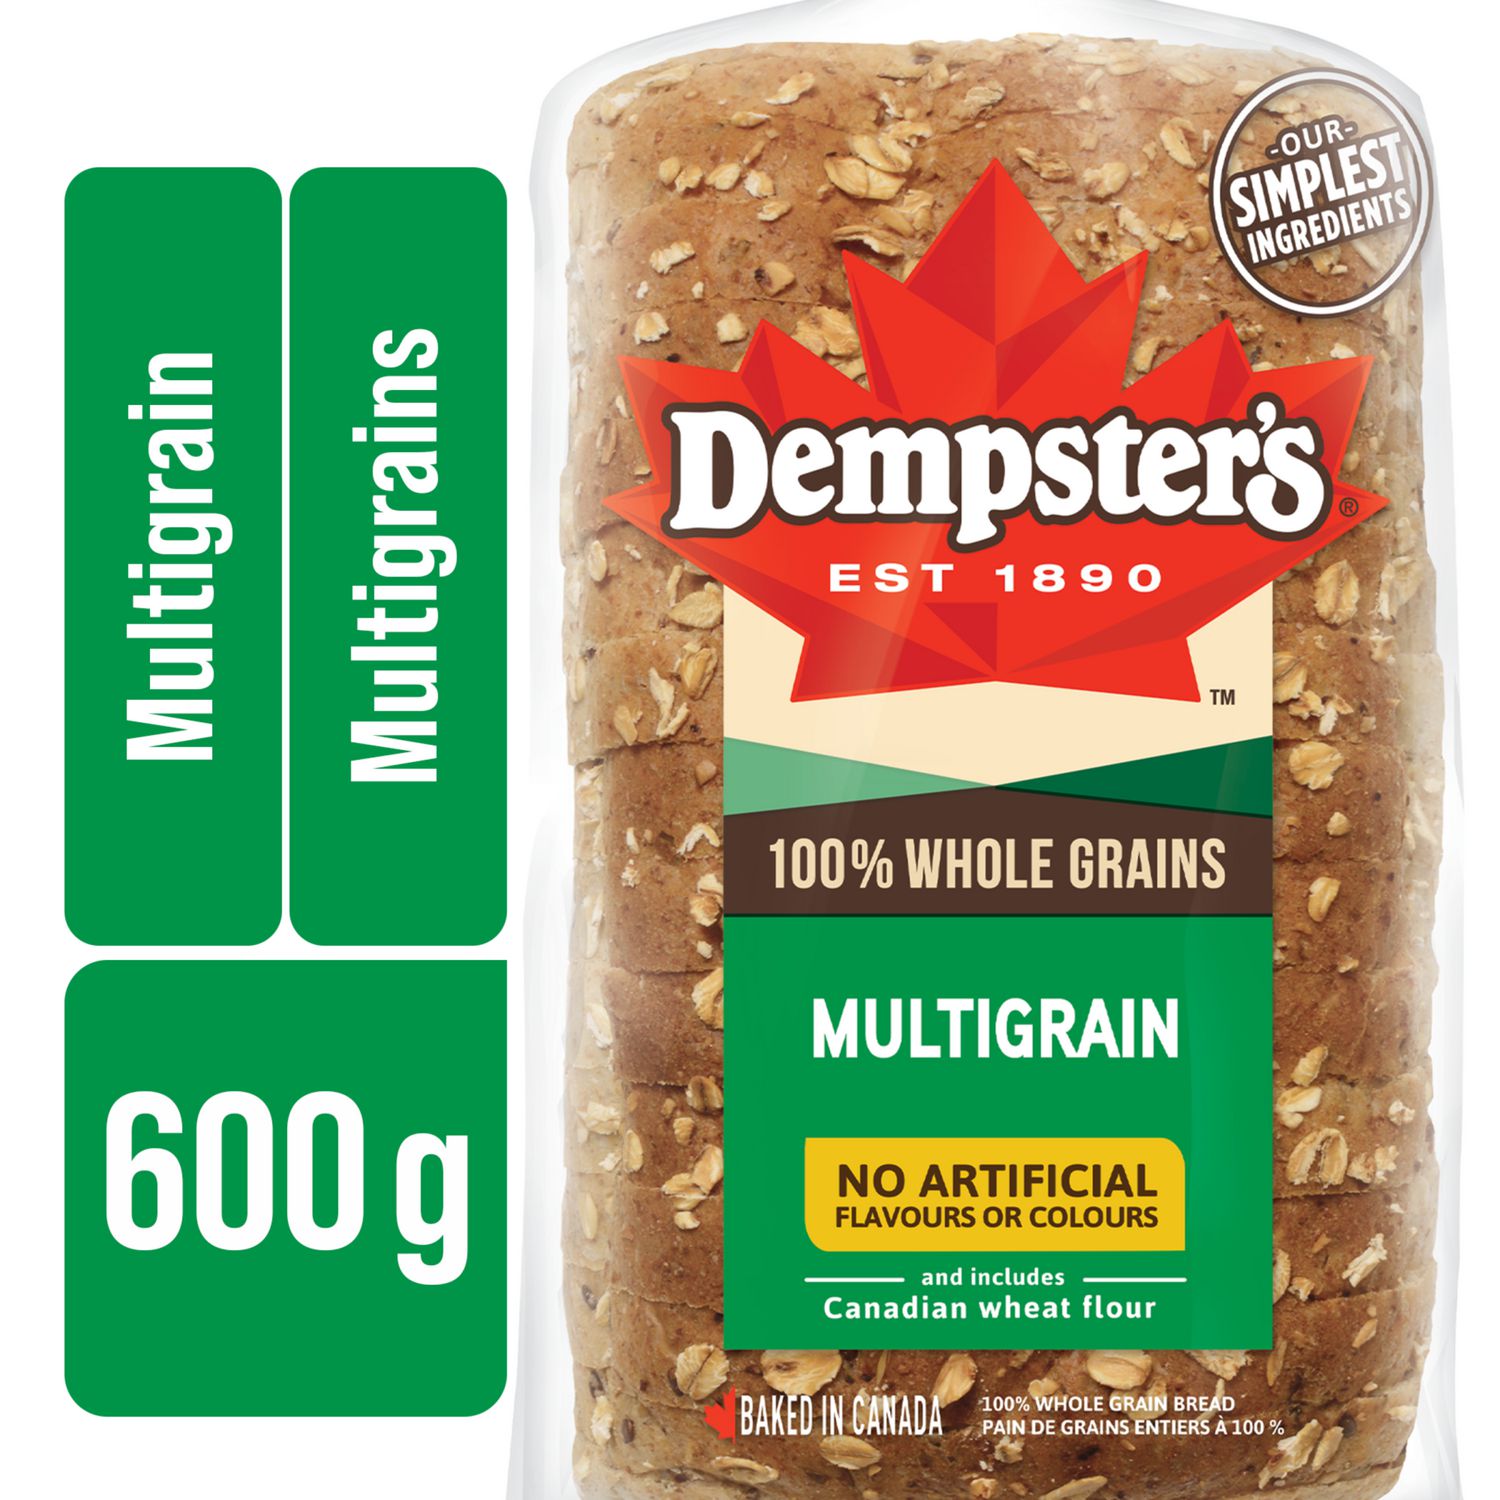 Multigrain
Multigrains
600 g
-OUR-
SIMPLEST
INGREDIENTS
Dempster's®
EST 1890
TM
100% WHOLE GRAINS
MULTIGRAIN
NO ARTIFICIAL
FLAVOURS OR COLOURS
and includes
Canadian wheat flour
BAKED IN CANADA
100% WHOLE GRAIN BREAD
PAIN DE GRAINS ENTIERS À 100 %